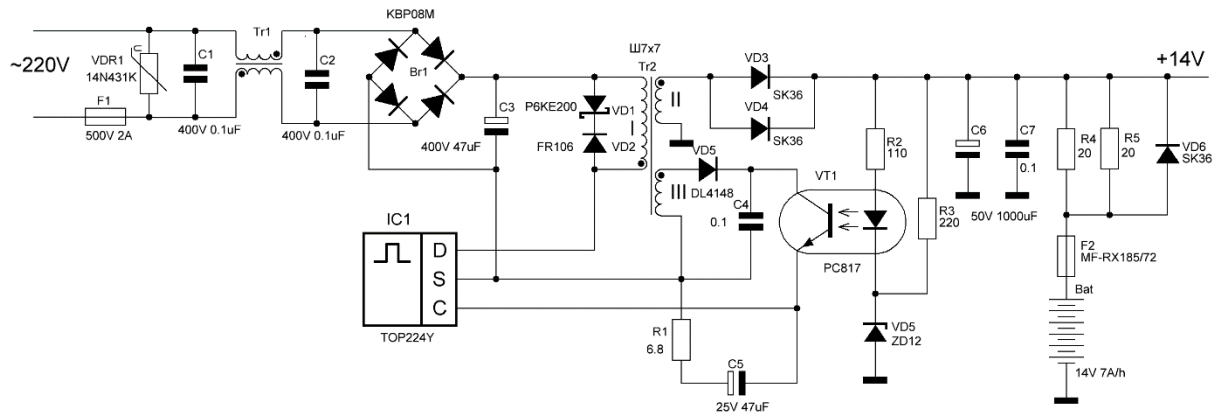 KBP08M
~220V
VDR1
14N431K
U
F1
500V 2A
C1
400V 0.1uF
Tr1
C2
400V 0.1uF
Br1
C3
400V 47uF
P6KE200
VD1
I
FR106
VD2
Ш7x7
Tr2
II
III
VD3
SK36
VD4
SK36
VD5
DL4148
C4
0.1
VT1
PC817
R2
110
R3
220
C6
50V 1000uF
C7
0.1
+14V
R4
20
R5
20
VD6
SK36
F2
MF-RX185/72
Bat
14V 7A/h
IC1
D
S
C
TOP224Y
R1
6.8
C5
25V 47uF
VD5
ZD12